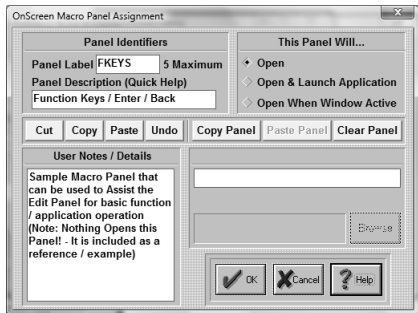 OnScreen Macro Panel Assignment
Panel Identifiers
Panel Label FKEYS 5 Maximum
Panel Description (Quick Help)
Function Keys / Enter / Back
This Panel Will...
Open
Open & Launch Application
Open When Window Active
Cut Copy Paste Undo Copy Panel Paste Panel Clear Panel
User Notes / Details
Sample Macro Panel that
can be used to Assist the
Edit Panel for basic function
/ application operation
(Note: Nothing Opens this
Panel! - It is included as a
reference / example)
Browse
OK Cancel Help